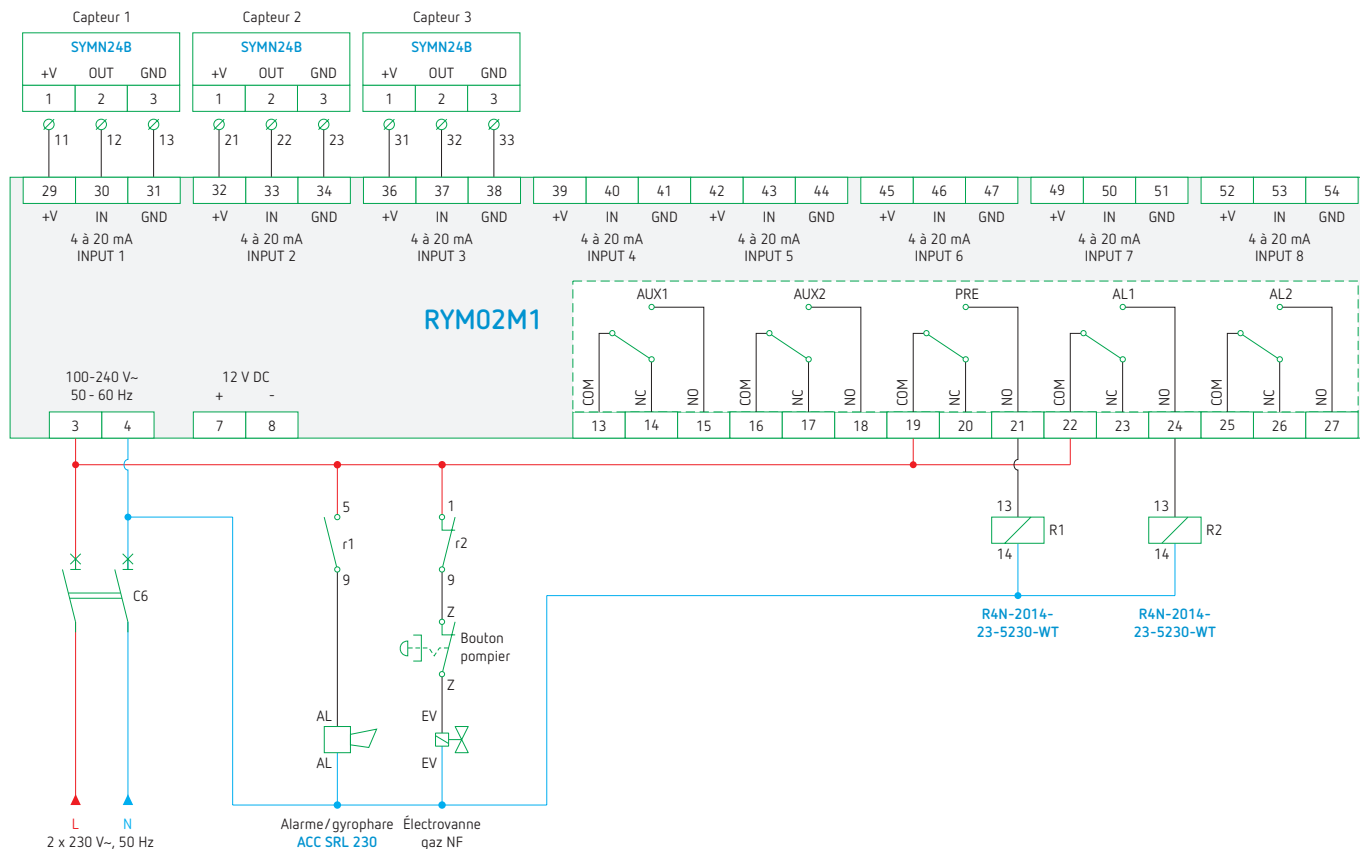 Capteur 1 Capteur 2 Capteur 3
SYMN24B SYMN24B SYMN24B
+V OUT GND +V OUT GND +V OUT GND
1 2 3 1 2 3 1 2 3
11 12 13 21 22 23 31 32 33
29 30 31 32 33 34 36 37 38 39 40 41 42 43 44 45 46 47 49 50 51 52 53 54
+V IN GND +V IN GND +V IN GND +V IN GND +V IN GND +V IN GND +V IN GND +V IN GND
4 à 20 mA 4 à 20 mA 4 à 20 mA 4 à 20 mA 4 à 20 mA 4 à 20 mA 4 à 20 mA 4 à 20 mA
INPUT 1 INPUT 2 INPUT 3 INPUT 4 INPUT 5 INPUT 6 INPUT 7 INPUT 8
AUX1 AUX2 PRE AL1 AL2
RYM02M1
100-240 V~ 12 V DC
50 - 60 Hz + -
COM NC NO COM NC NO COM NC NO COM NC NO COM NC NO
3 4 7 8 13 14 15 16 17 18 19 20 21 22 23 24 25 26 27
5 1 13 13
r1 r2 R1 R2
9 9 14 14
C6
Z
Bouton
pompier
Z
R4N-2014- R4N-2014-
23-5230-WT 23-5230-WT
AL EV
AL EV
L N
2 x 230 V~, 50 Hz
Alarme/gyrophare Électrovanne
ACC SRL 230 gaz NF